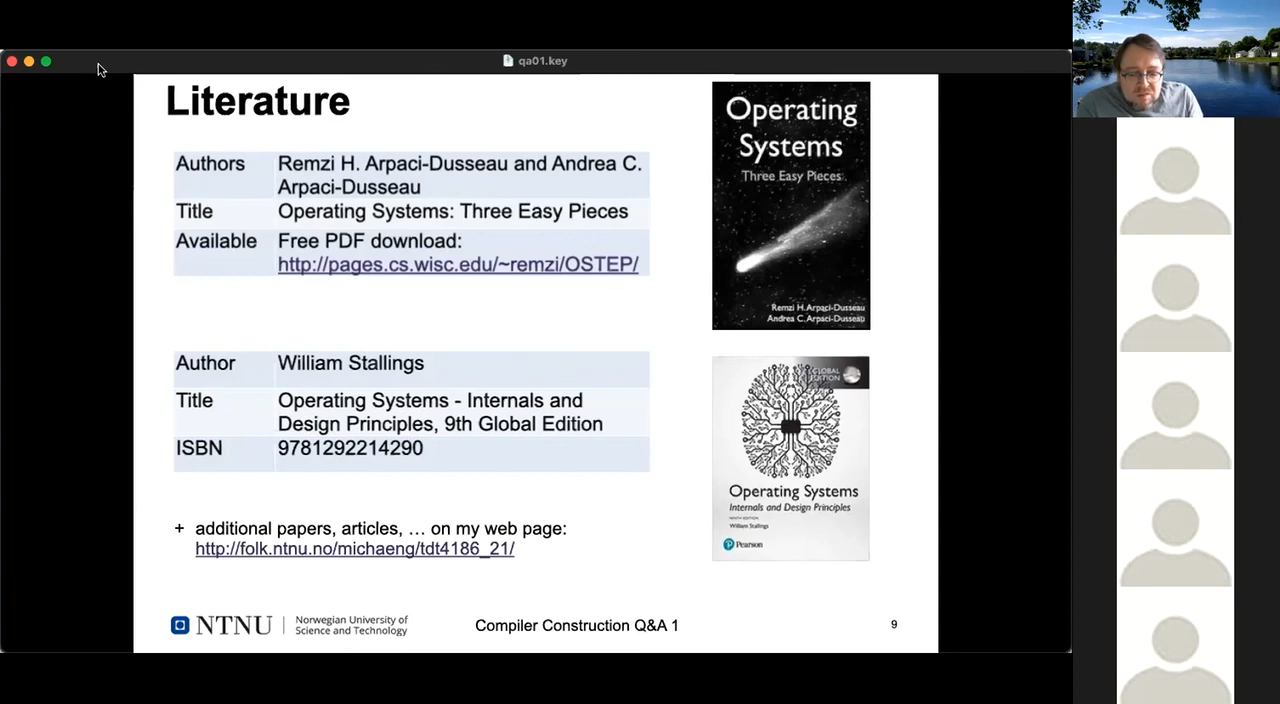 qa01.key
Literature
Authors
Remzi H. Arpaci-Dusseau and Andrea C.
Arpaci-Dusseau
Title
Operating Systems: Three Easy Pieces
Available
Free PDF download:
http://pages.cs.wisc.edu/~remzi/OSTEP/
Operating
Systems
Three Easy Pieces
Remzi H. Arpaci-Dusseau
Andrea C. Arpaci-Dusseau
Author
William Stallings
Title
Operating Systems - Internals and
Design Principles, 9th Global Edition
ISBN
9781292214290
GLOBAL
EDITION
Operating Systems
Internals and Design Principles
NINTH EDITION
William Stallings
Pearson
+ additional papers, articles, … on my web page:
http://folk.ntnu.no/michaeng/tdt4186_21/
NTNU
Norwegian University of
Science and Technology
Compiler Construction Q&A 1
9